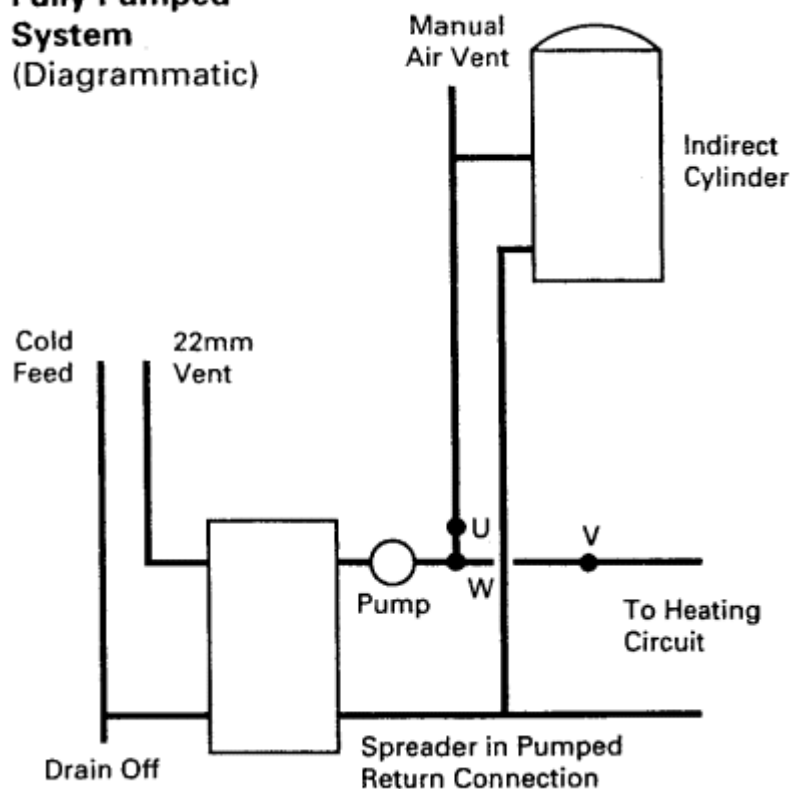 System
(Diagrammatic)
Manual
Air Vent
Indirect
Cylinder
Cold
Feed
22mm
Vent
U
V
W
Pump
To Heating
Circuit
Drain Off
Spreader in Pumped
Return Connection